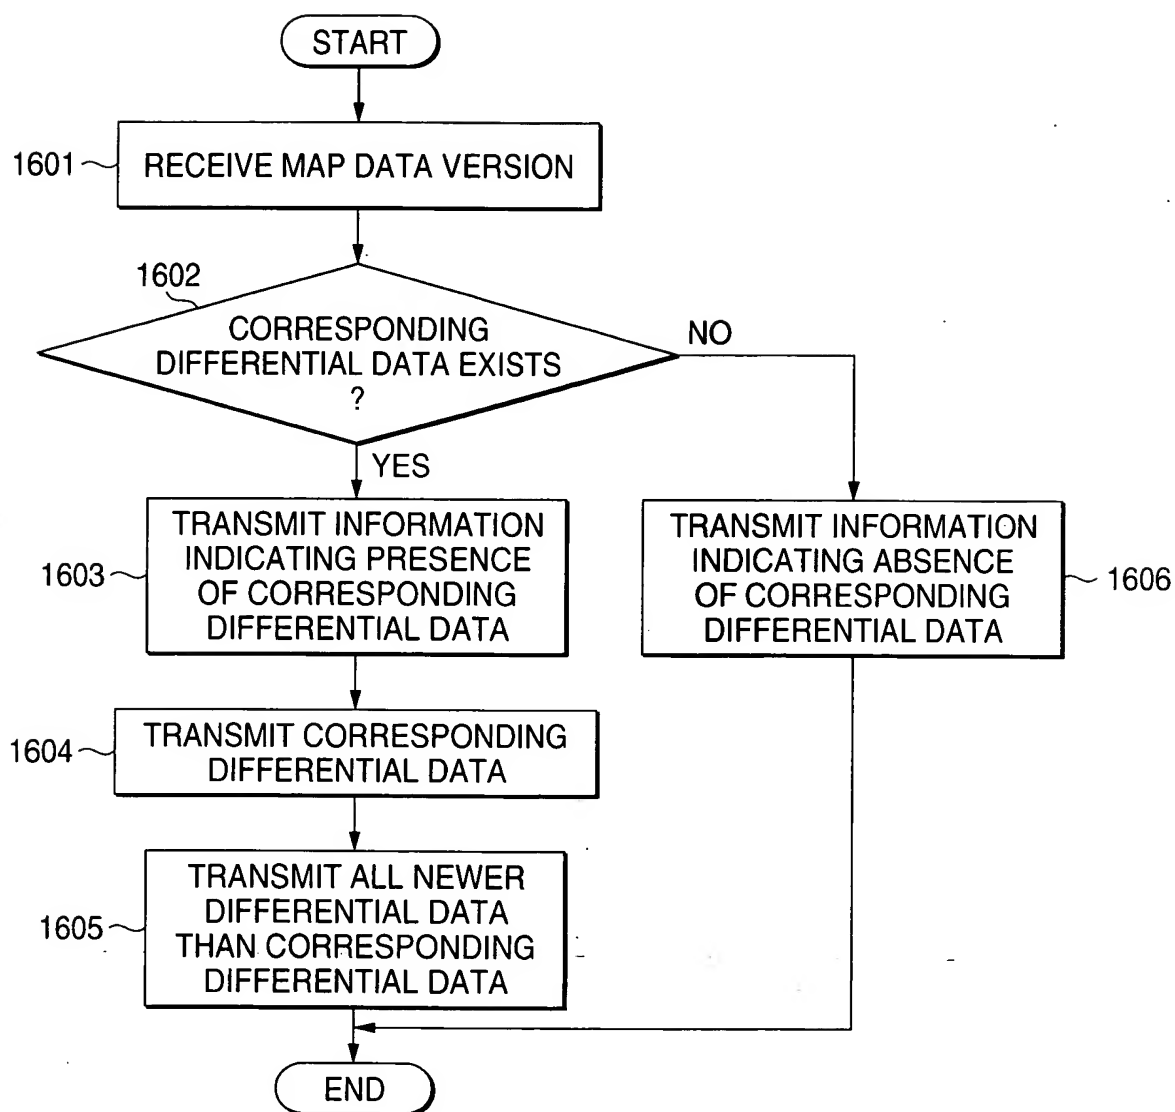 START
1601
RECEIVE MAP DATA VERSION
1602
CORRESPONDING
DIFFERENTIAL DATA EXISTS
?
NO
YES
1603
TRANSMIT INFORMATION
INDICATING PRESENCE
OF CORRESPONDING
DIFFERENTIAL DATA
TRANSMIT INFORMATION
INDICATING ABSENCE
OF CORRESPONDING
DIFFERENTIAL DATA
1606
1604
TRANSMIT CORRESPONDING
DIFFERENTIAL DATA
1605
TRANSMIT ALL NEWER
DIFFERENTIAL DATA
THAN CORRESPONDING
DIFFERENTIAL DATA
END